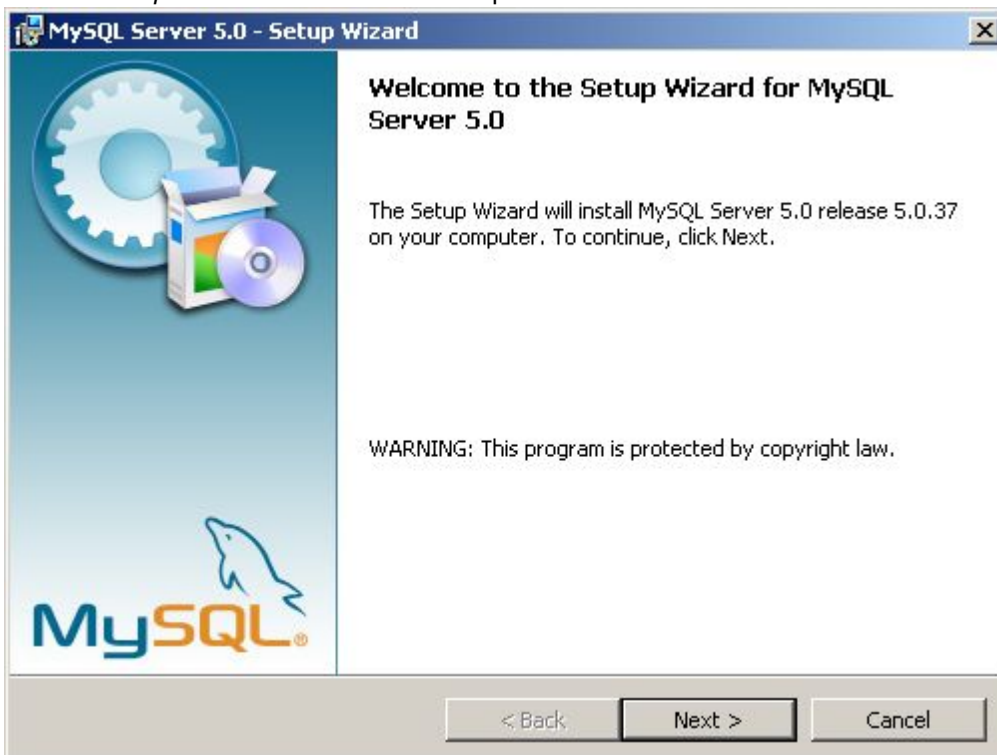 MySQL Server 5.0 - Setup Wizard
Welcome to the Setup Wizard for MySQL
Server 5.0
The Setup Wizard will install MySQL Server 5.0 release 5.0.37
on your computer. To continue, click Next.
WARNING: This program is protected by copyright law.
MySQL®
< Back
Next >
Cancel